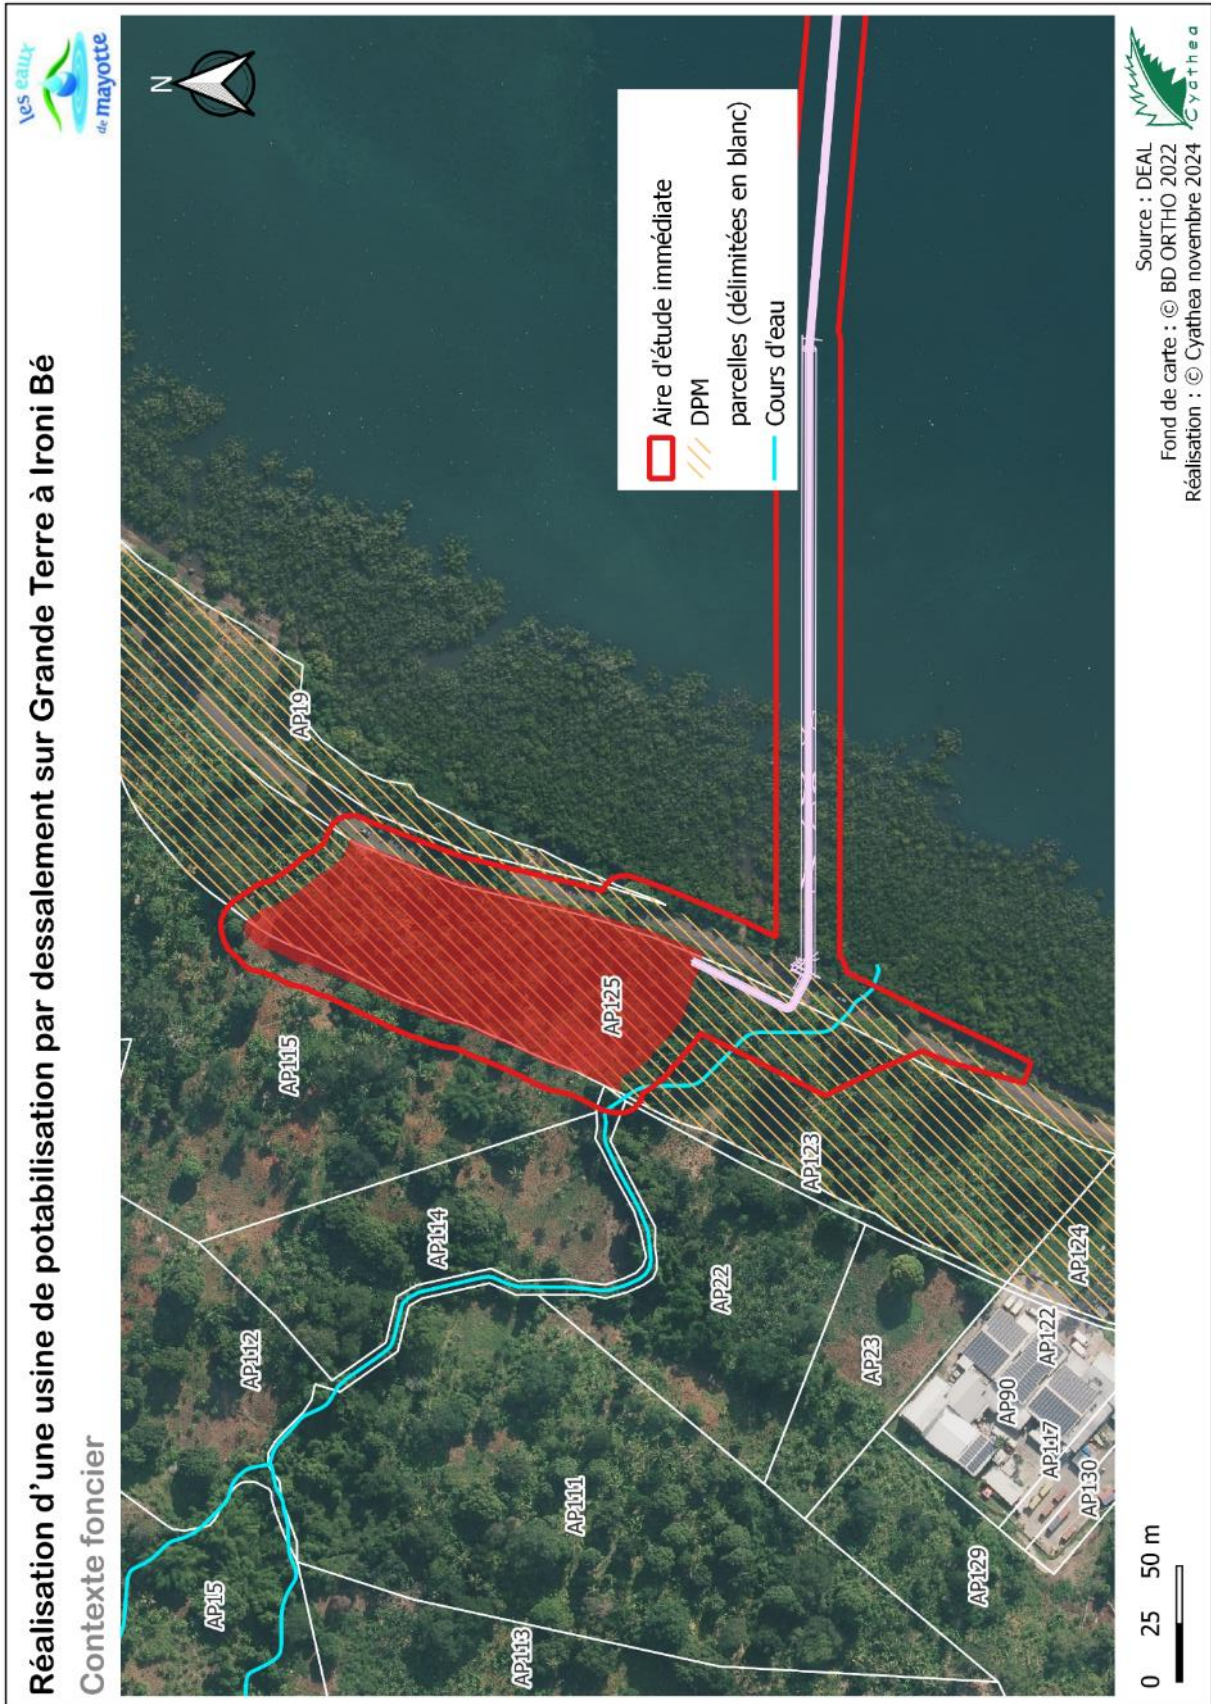 Réalisation d'une usine de potabilisation par dessalement sur Grande Terre à Ironi Bé
Contexte foncier
les eaux
de mayotte
N
AP15
AP112
AP115
AP19
AP114
AP113
AP111
AP22
AP125
AP123
AP23
AP129
AP90
AP117
AP130
AP122
AP124
Aire d'étude immédiate
DPM
parcelles (délimitées en blanc)
Cours d'eau
0 25 50 m
Source : DEAL
Fond de carte : © BD ORTHO 2022
Réalisation : © Cyathea novembre 2024
Cyathea